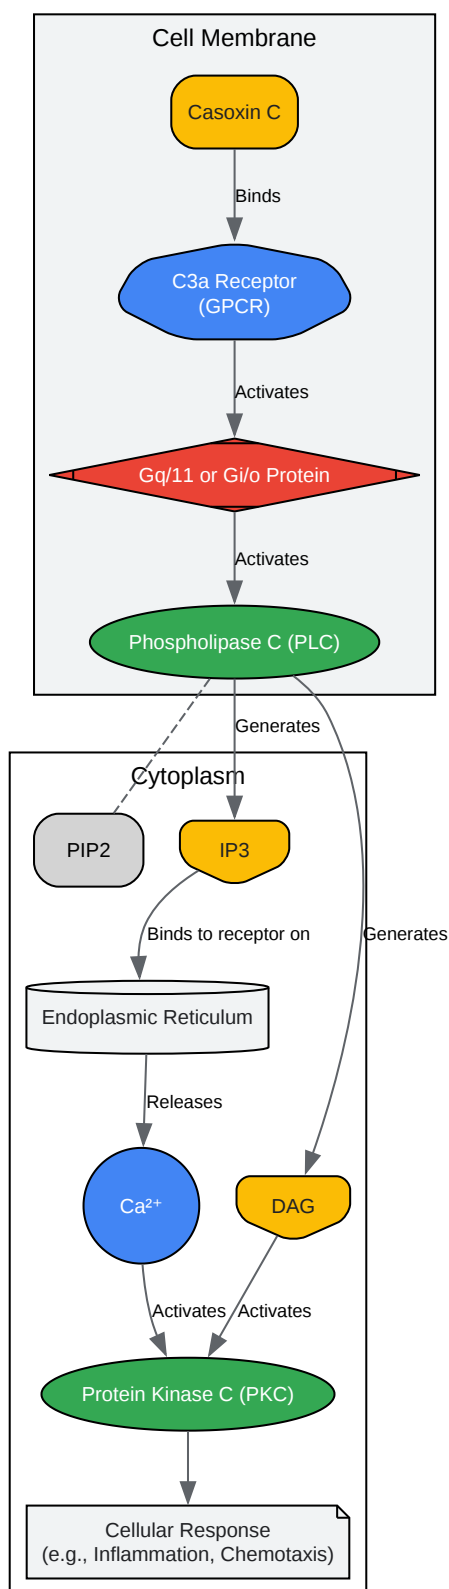 Cell Membrane
Casoxin C
Binds
C3a Receptor
(GPCR)
Activates
Gq/11 or Gi/o Protein
Activates
Phospholipase C (PLC)
Generates
Cytoplasm
PIP2
IP3
Generates
Binds to receptor on
Endoplasmic Reticulum
Releases
Ca²⁺
DAG
Activates
Activates
Protein Kinase C (PKC)
Cellular Response
(e.g., Inflammation, Chemotaxis)